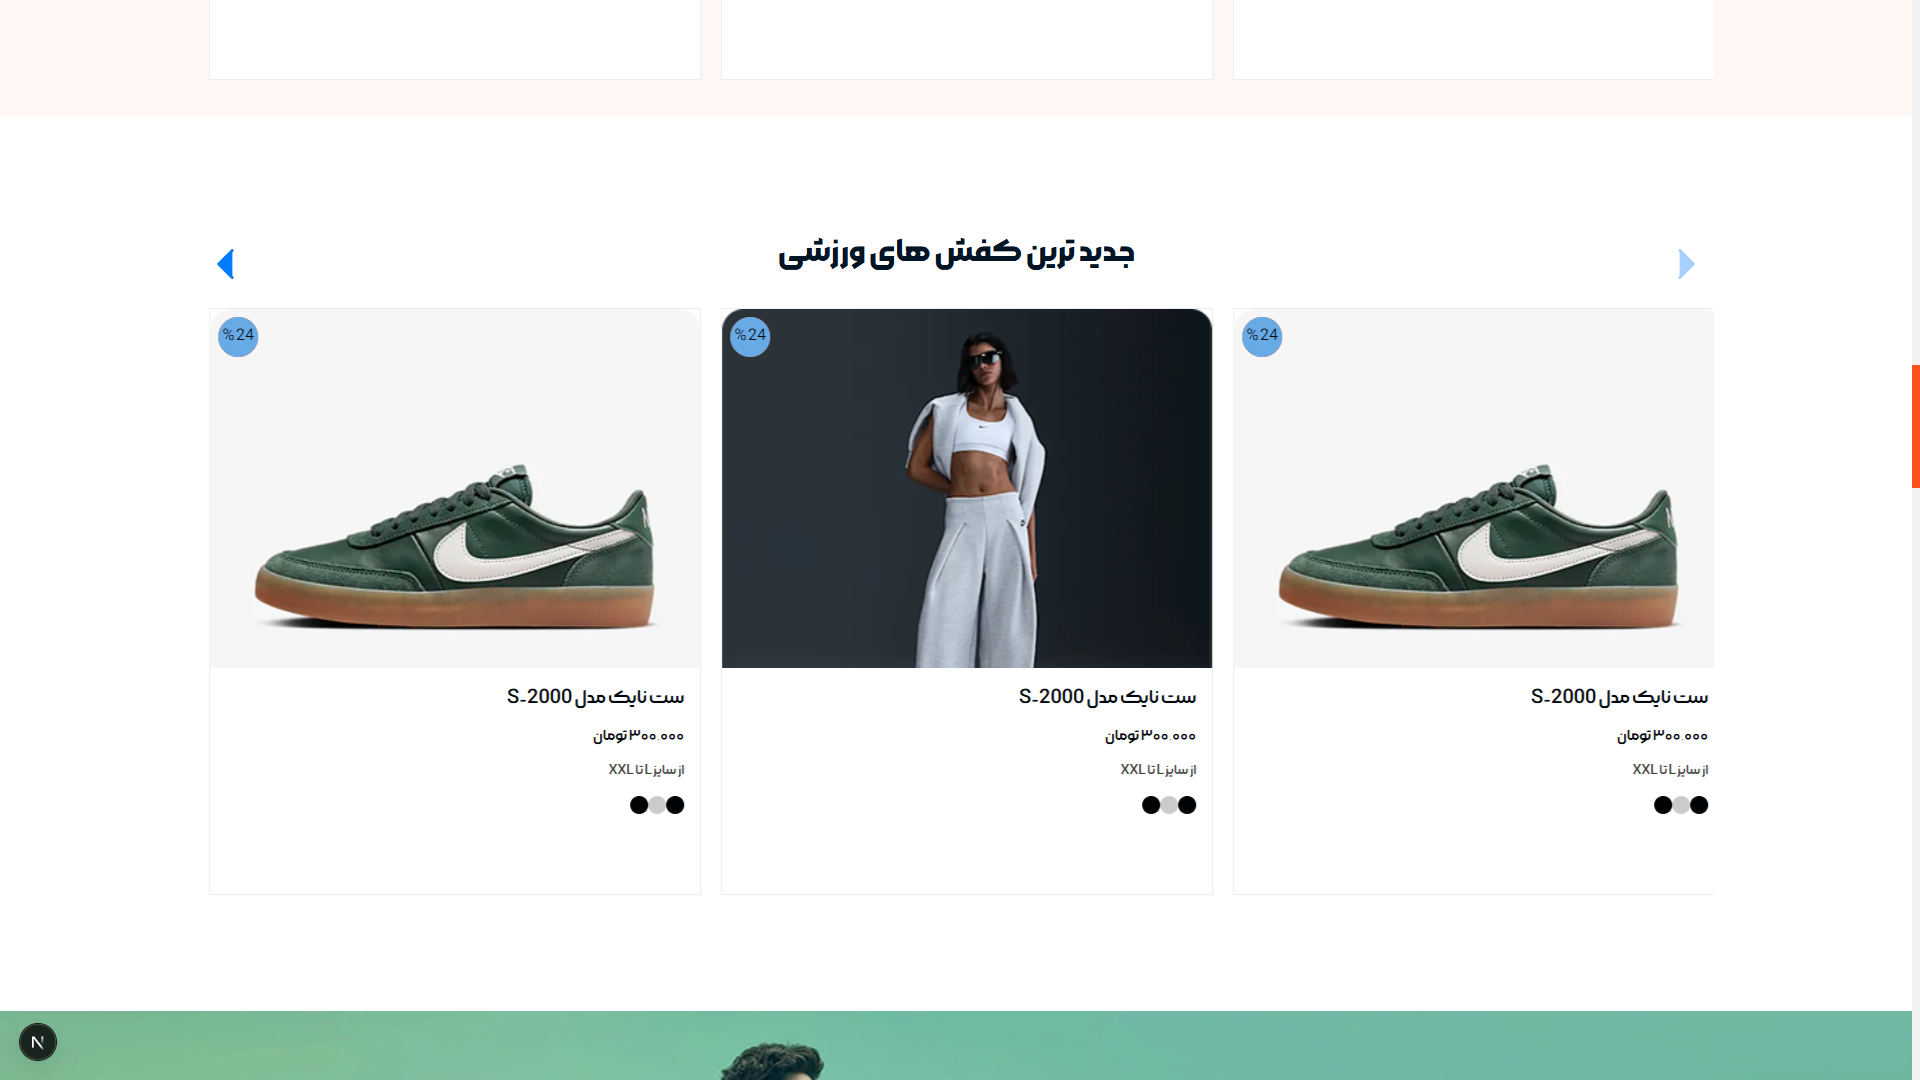 جدید ترین کفش های ورزشی
%24
%24
%24
ست نایک مدل S-2000
۳۰۰.۰۰۰ تومان
از سایز L تا XXL
ست نایک مدل S-2000
۳۰۰.۰۰۰ تومان
از سایز L تا XXL
ست نایک مدل S-2000
۳۰۰.۰۰۰ تومان
از سایز L تا XXL
N